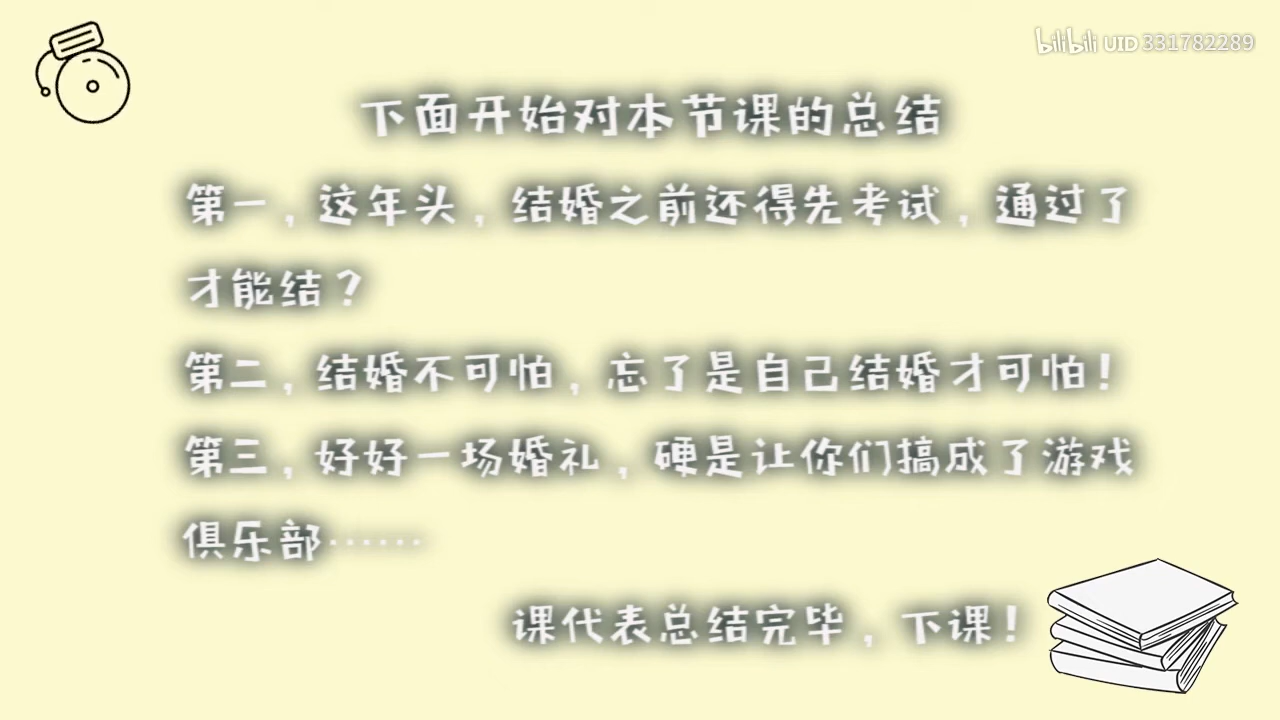 bilibili UID 331782289
下面开始对本节课的总结
第一，这年头，结婚之前还得先考试，通过了
才能结？
第二，结婚不可怕，忘了是自己结婚才可怕！
第三，好好一场婚礼，硬是让你们搞成了游戏
俱乐部……
课代表总结完毕，下课！